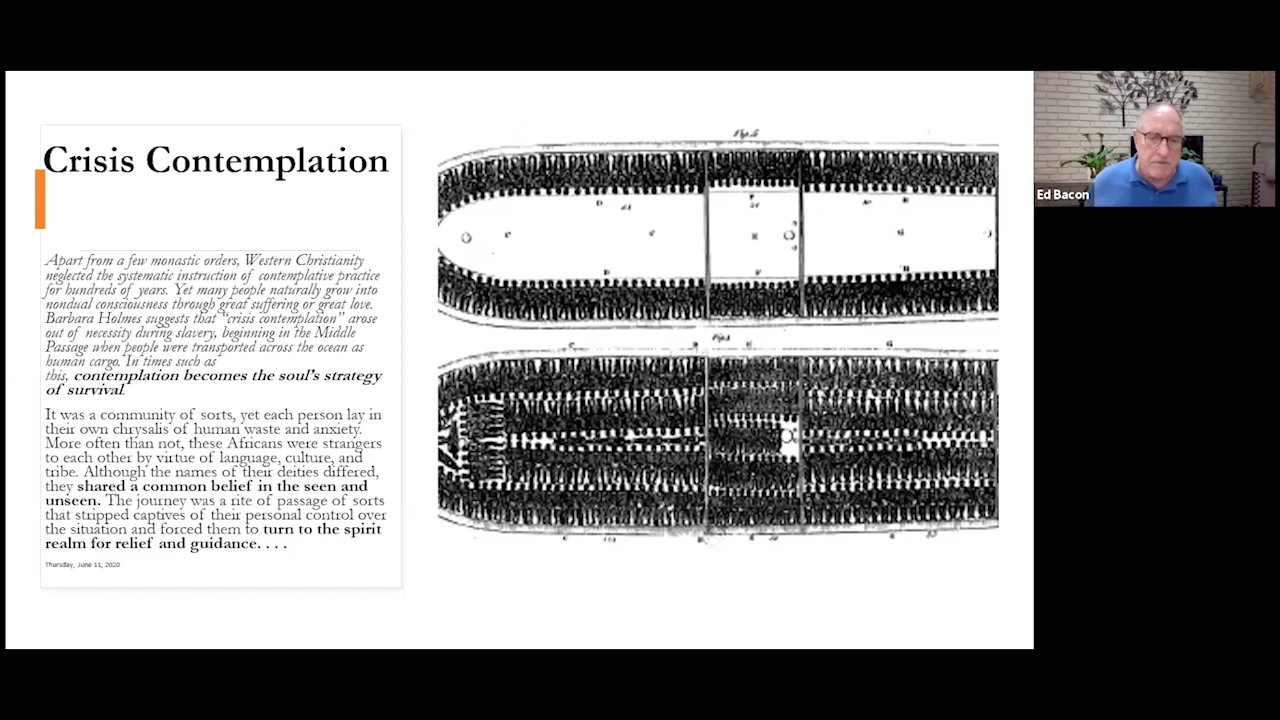 Crisis Contemplation
Apart from a few monastic orders, Western Christianity
neglected the systematic instruction of contemplative practice
for hundreds of years. Yet many people naturally grow into
nondual consciousness through great suffering or great love.
Barbara Holmes suggests that “crisis contemplation” arose
out of necessity during slavery, beginning in the Middle
Passage when people were transported across the ocean as
human cargo. In times such as
this, contemplation becomes the soul's strategy
of survival.
It was a community of sorts, yet each person lay in
their own chrysalis of human waste and anxiety.
More often than not, these Africans were strangers
to each other by virtue of language, culture, and
tribe. Although the names of their deities differed,
they shared a common belief in the seen and
unseen. The journey was a rite of passage of sorts
that stripped captives of their personal control over
the situation and forced them to turn to the spirit
realm for relief and guidance. . . .
Thursday, June 11, 2020
Ed Bacon